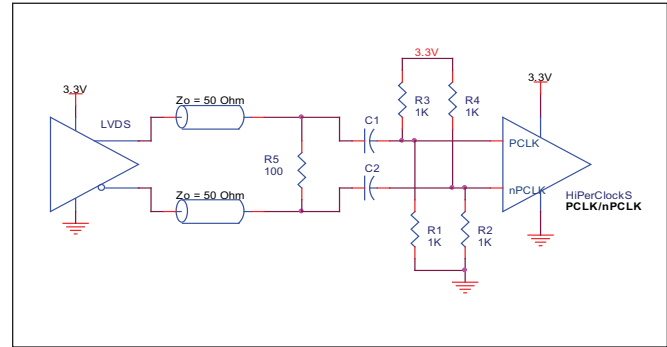 3.3V
3.3V
3.3V
Zo = 50 Ohm
LVDS
R3
1K
R4
1K
C1
PCLK
R5
100
C2
nPCLK
HiPerClockS
PCLK/nPCLK
Zo = 50 Ohm
R1
1K
R2
1K